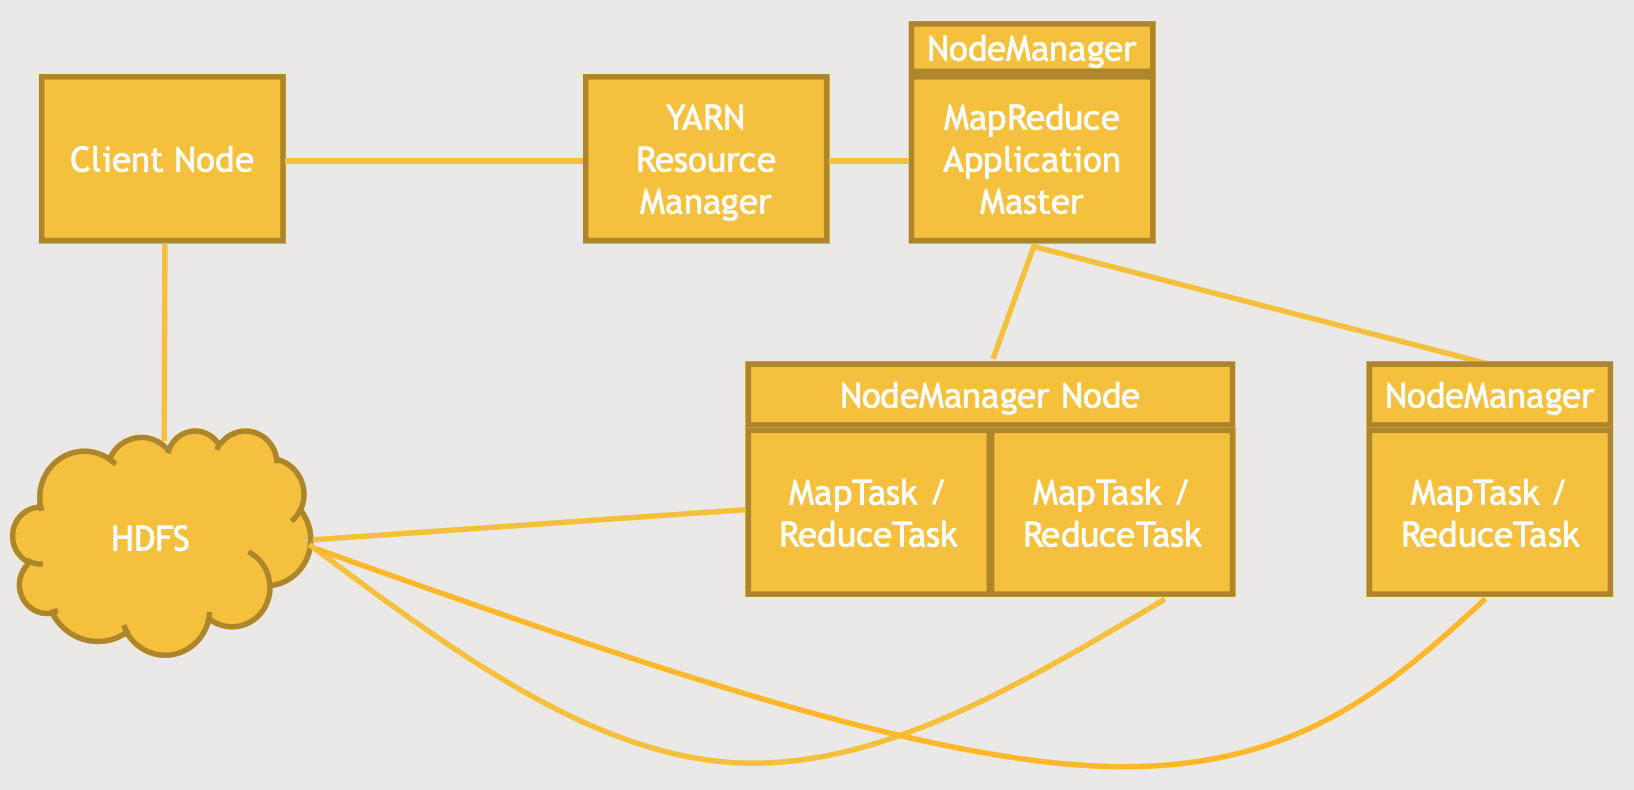 NodeManager
Client Node
YARN
Resource
Manager
MapReduce
Application
Master
NodeManager Node
NodeManager
MapTask /
ReduceTask
MapTask /
ReduceTask
MapTask /
ReduceTask
HDFS